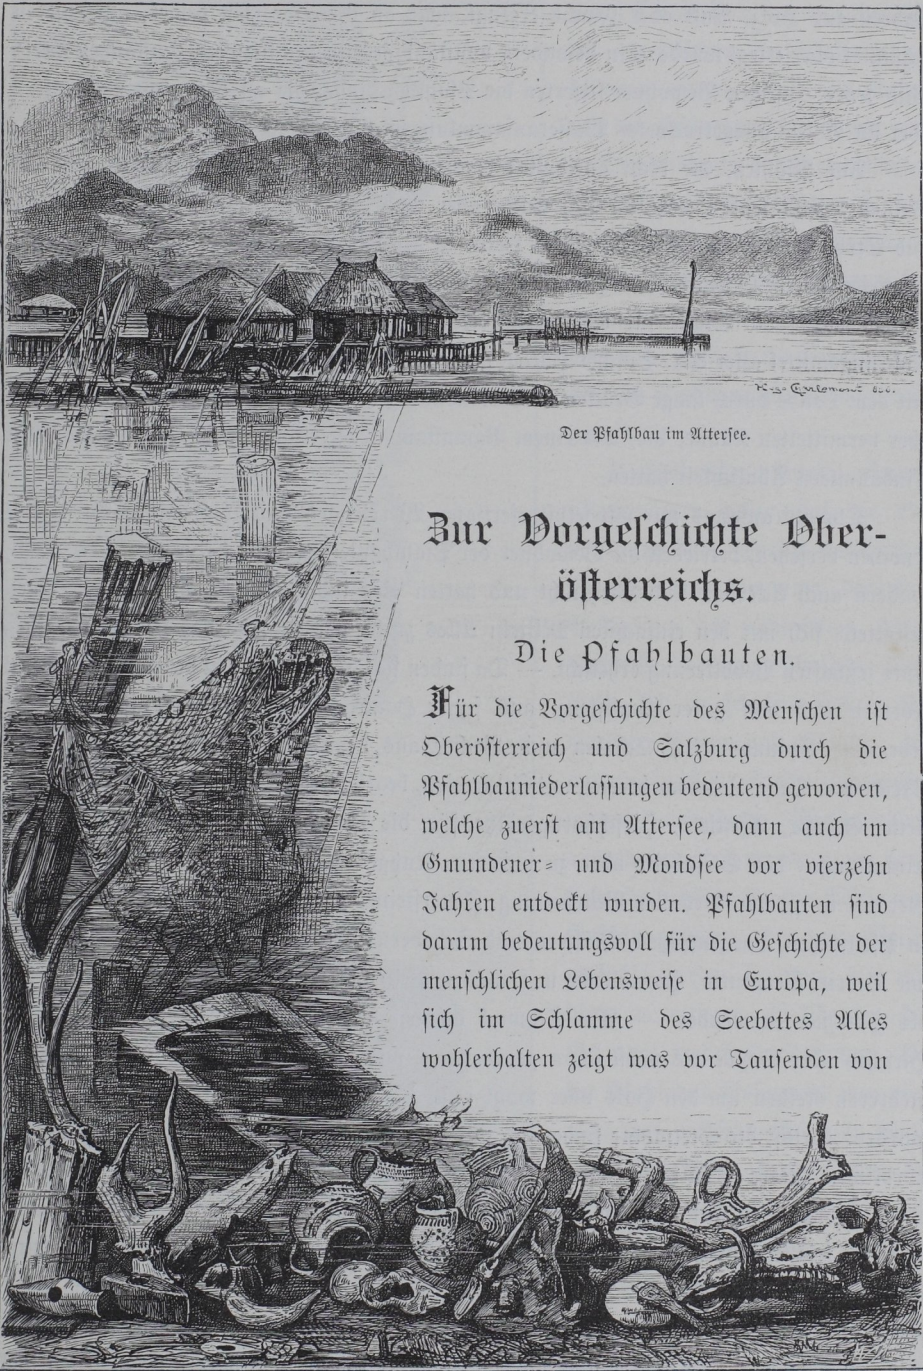 Der Pfahlbau im Attersee.
Zur Vorgeschichte Ober-
österreichs.
Die Pfahlbauten.
Für die Vorgeschichte des Menschen ist
Oberösterreich und Salzburg durch die
Pfahlbauniederlassungen bedeutend geworden,
welche zuerst am Attersee, dann auch im
Gmundener- und Mondsee vor vierzehn
Jahren entdeckt wurden. Pfahlbauten sind
darum bedeutungsvoll für die Geschichte der
menschlichen Lebensweise in Europa, weil
sich im Schlamme des Seebettes Alles
wohlerhalten zeigt was vor Tausenden von